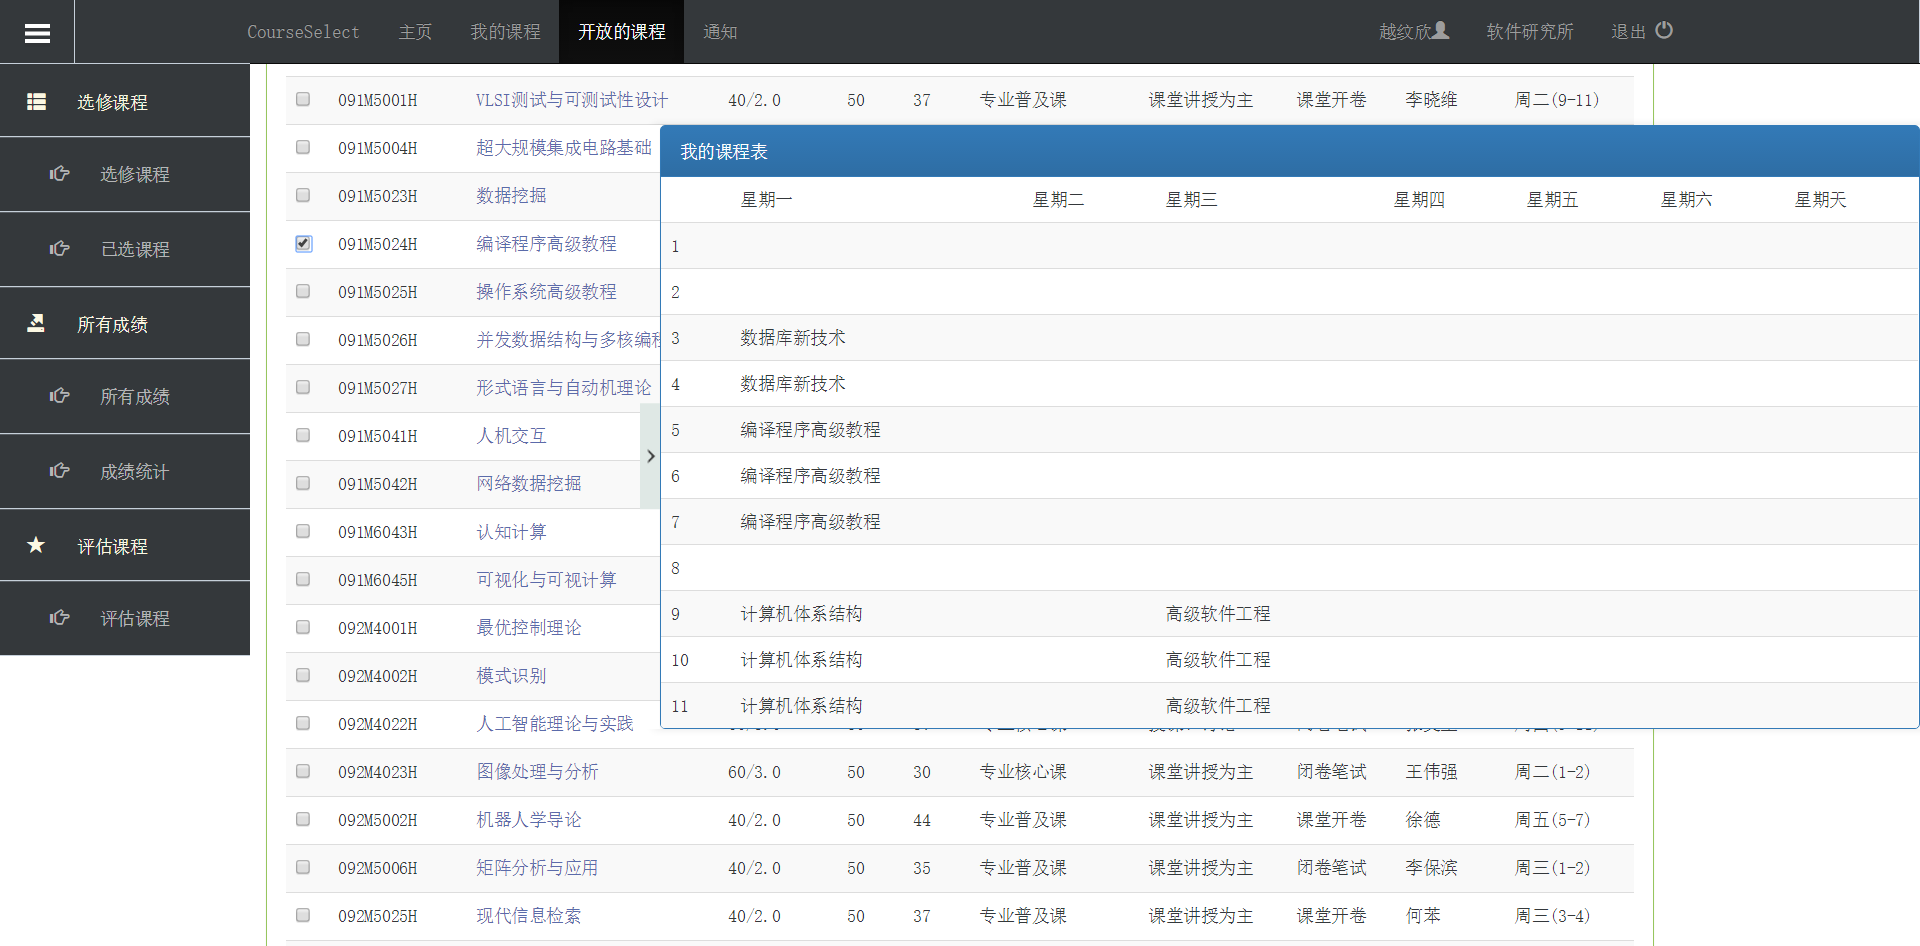 CourseSelect 主页 我的课程 开放的课程 通知 越纹欣 软件研究所 退出
选修课程
选修课程
已选课程
所有成绩
所有成绩
成绩统计
评估课程
评估课程
091M5001H VLSI测试与可测试性设计 40/2.0 50 37 专业普及课 课堂讲授为主 课堂开卷 李晓维 周二(9-11)
091M5004H 超大规模集成电路基础
091M5023H 数据挖掘
091M5024H 编译程序高级教程
091M5025H 操作系统高级教程
091M5026H 并发数据结构与多核编程
091M5027H 形式语言与自动机理论
091M5041H 人机交互
091M5042H 网络数据挖掘
091M6043H 认知计算
091M6045H 可视化与可视计算
092M4001H 最优控制理论
092M4002H 模式识别
092M4022H 人工智能理论与实践
092M4023H 图像处理与分析 60/3.0 50 30 专业核心课 课堂讲授为主 闭卷笔试 王伟强 周二(1-2)
092M5002H 机器人学导论 40/2.0 50 44 专业普及课 课堂讲授为主 课堂开卷 徐德 周五(5-7)
092M5006H 矩阵分析与应用 40/2.0 50 35 专业普及课 课堂讲授为主 闭卷笔试 李保滨 周三(1-2)
092M5025H 现代信息检索 40/2.0 50 37 专业普及课 课堂讲授为主 课堂开卷 何苯 周三(3-4)
我的课程表
星期一 星期二 星期三 星期四 星期五 星期六 星期天
1
2
3 数据库新技术
4 数据库新技术
5 编译程序高级教程
6 编译程序高级教程
7 编译程序高级教程
8
9 计算机体系结构 高级软件工程
10 计算机体系结构 高级软件工程
11 计算机体系结构 高级软件工程